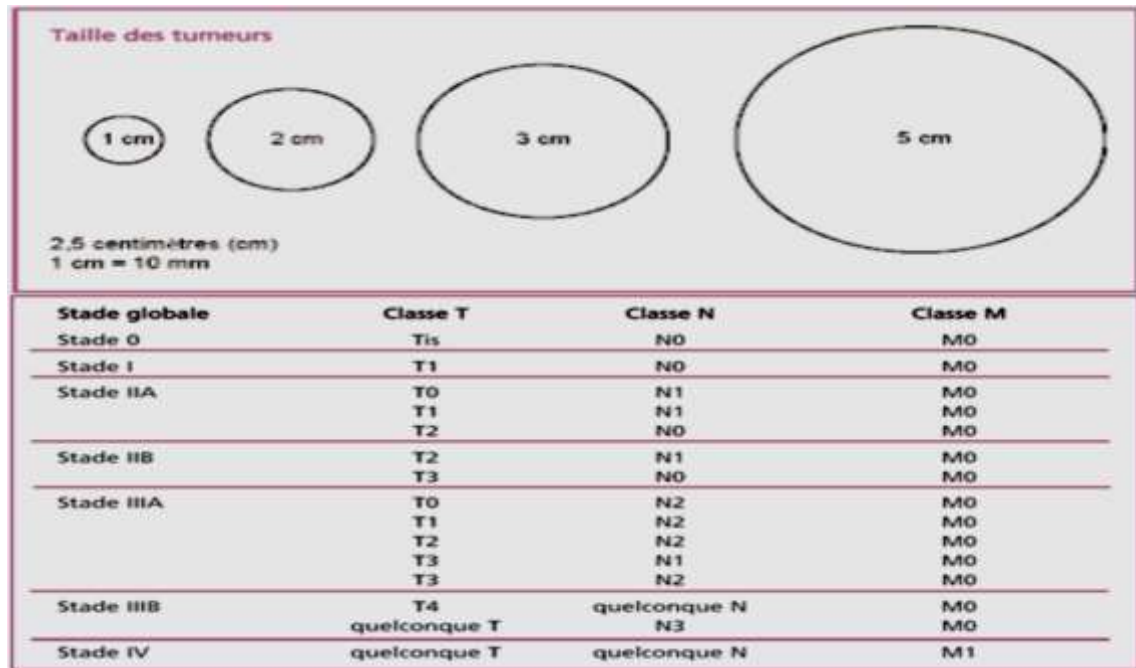 Taille des tumeurs
1 cm 2 cm 3 cm 5 cm
2,5 centimètres (cm)
1 cm = 10 mm
Stade globale Classe T Classe N Classe M
Stade 0 Tis N0 M0
Stade I T1 N0 M0
Stade IIA T0 N1 M0
T1 N1 M0
T2 N0 M0
Stade IIB T2 N1 M0
T3 N0 M0
Stade IIIA T0 N2 M0
T1 N2 M0
T2 N2 M0
T3 N1 M0
T3 N2 M0
Stade IIIB T4 quelconque N M0
quelconque T N3 M0
Stade IV quelconque T quelconque N M1